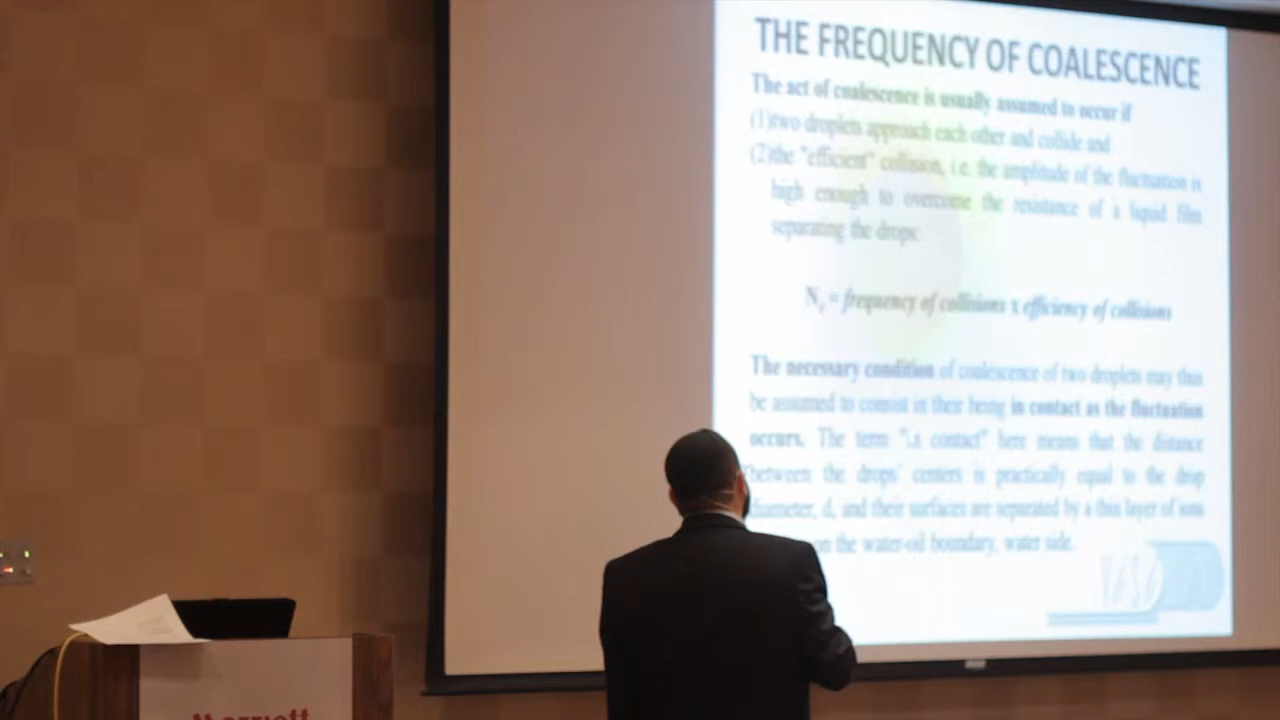 THE FREQUENCY OF COALESCENCE
The act of coalescence is usually assumed to occur if
(1)two droplets approach each other and collide and
(2)the "efficient" collision, i.e. the amplitude of the fluctuation is
high enough to overcome the resistance of a liquid film
separating the drops:
N = frequency of collisions x efficiency of collisions
The necessary condition of coalescence of two droplets may thus
be assumed to consist in their being in contact as the fluctuation
occurs. The term contact" here means that the distance
between the drops' centers is practically equal to the drop
diameter, d, and their surfaces are separated by a thin layer of ions
on the water-oil boundary, water side.
Marriott